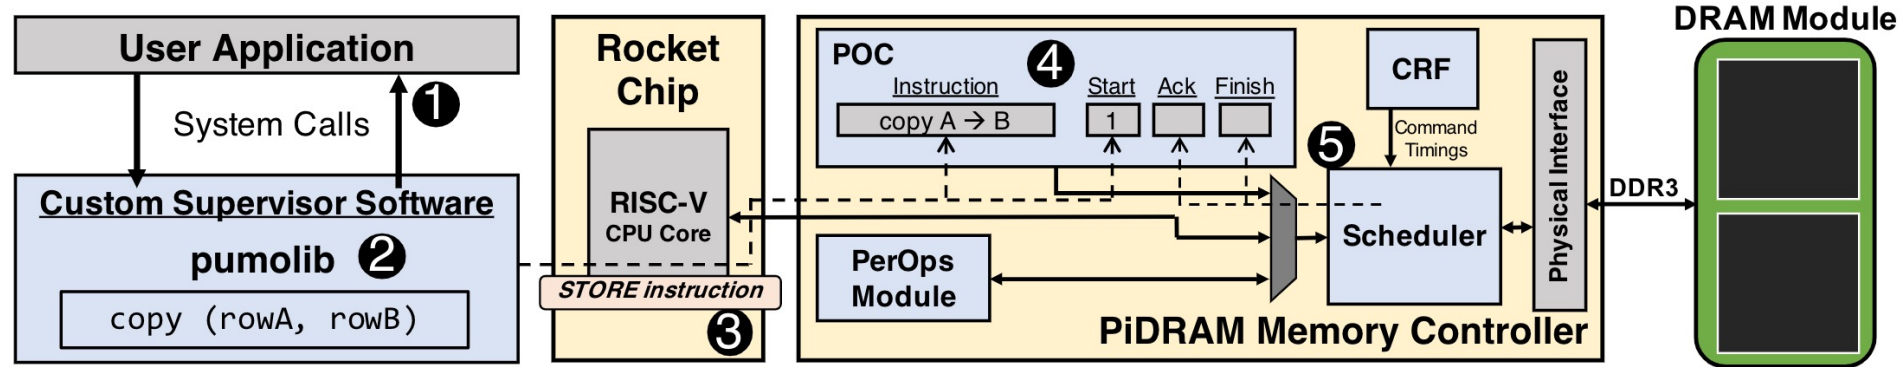 User Application
System Calls
1
Custom Supervisor Software
pumolib 2
copy (rowA, rowB)
Rocket
Chip
RISC-V
CPU Core
STORE instruction
3
POC
4
Instruction Start Ack Finish
copy A → B 1
CRF
Command
Timings
5
Scheduler
PerOps
Module
Physical Interface
PiDRAM Memory Controller
DDR3
DRAM Module